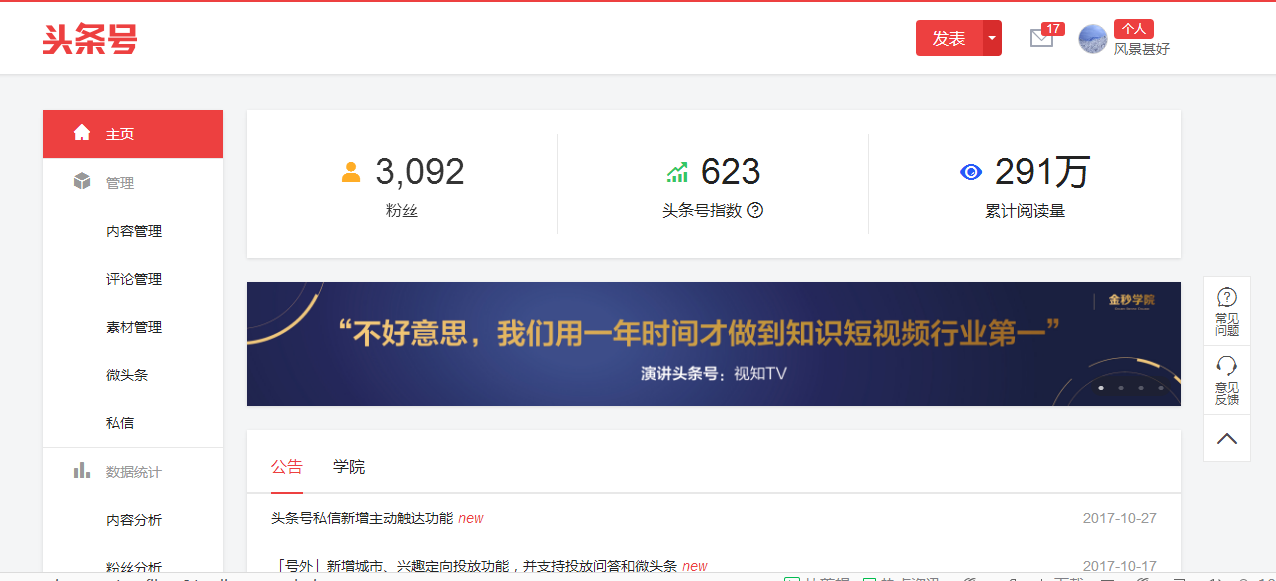 头条号
发表
17
个人
风景甚好
主页
管理
内容管理
评论管理
素材管理
微头条
私信
数据统计
内容分析
粉丝分析
3,092
粉丝
623
头条号指数
291万
累计阅读量
金秒学院
“不好意思，我们用一年时间才做到知识短视频行业第一”
演讲头条号：视知TV
常见
问题
意见
反馈
公告 学院
头条号私信新增主动触达功能 new 2017-10-27
「号外」新增城市、兴趣定向投放功能，并支持投放问答和微头条 new 2017-10-17